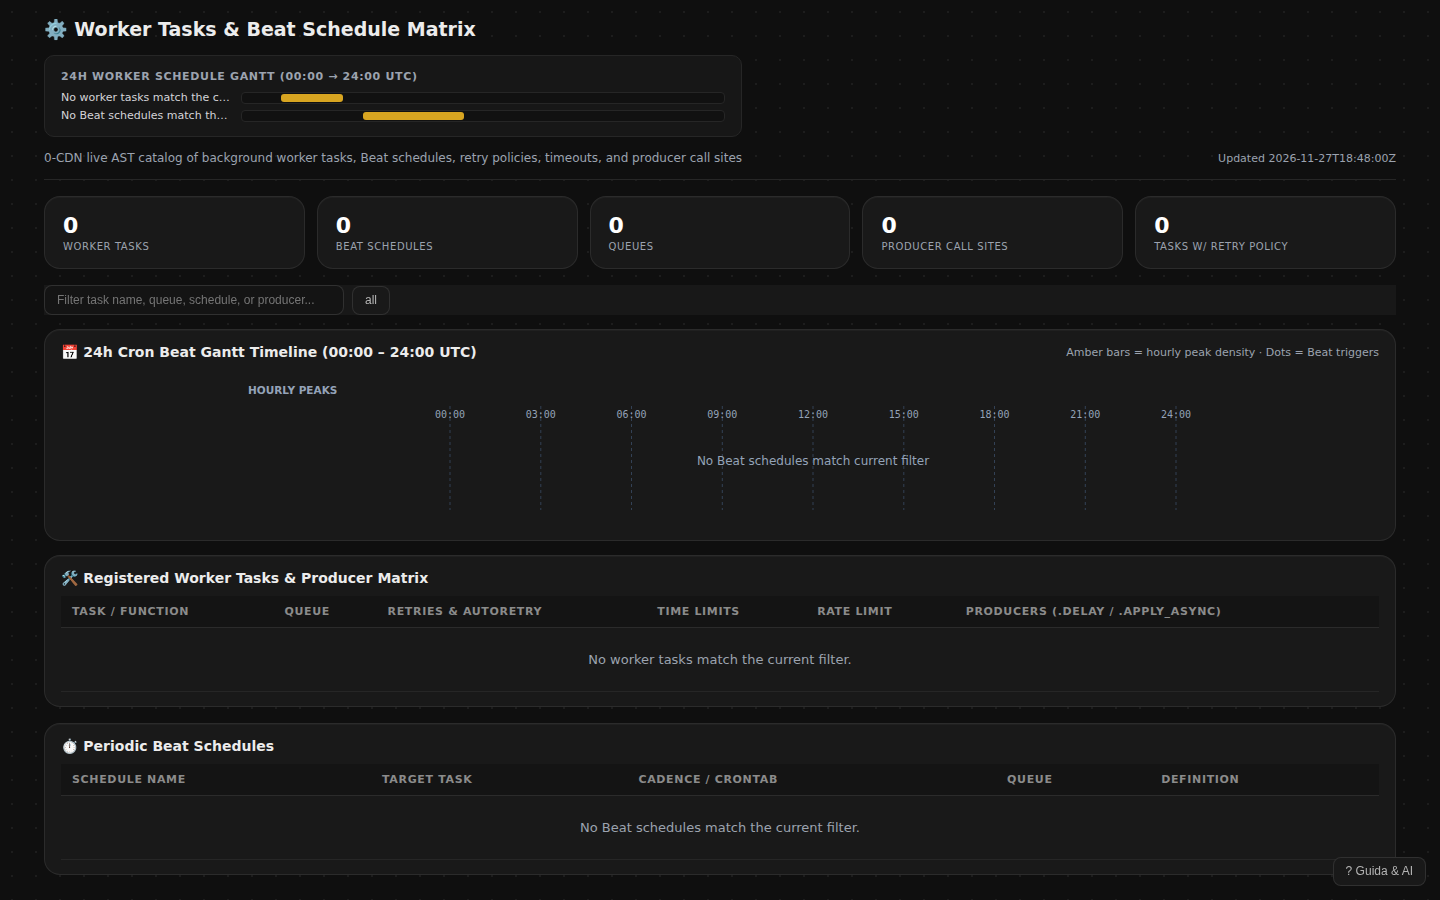 ⚙️ Worker Tasks & Beat Schedule Matrix
24H WORKER SCHEDULE GANTT (00:00 → 24:00 UTC)
No worker tasks match the c...
No Beat schedules match th...
0-CDN live AST catalog of background worker tasks, Beat schedules, retry policies, timeouts, and producer call sites
Updated 2026-11-27T18:48:00Z
0
WORKER TASKS
0
BEAT SCHEDULES
0
QUEUES
0
PRODUCER CALL SITES
0
TASKS W/ RETRY POLICY
Filter task name, queue, schedule, or producer...
all
📅 24h Cron Beat Gantt Timeline (00:00 – 24:00 UTC)
Amber bars = hourly peak density · Dots = Beat triggers
HOURLY PEAKS
00:00 03:00 06:00 09:00 12:00 15:00 18:00 21:00 24:00
No Beat schedules match current filter
🛠️ Registered Worker Tasks & Producer Matrix
TASK / FUNCTION QUEUE RETRIES & AUTORETRY TIME LIMITS RATE LIMIT PRODUCERS (.DELAY / .APPLY_ASYNC)
No worker tasks match the current filter.
⏱️ Periodic Beat Schedules
SCHEDULE NAME TARGET TASK CADENCE / CRONTAB QUEUE DEFINITION
No Beat schedules match the current filter.
? Guida & AI